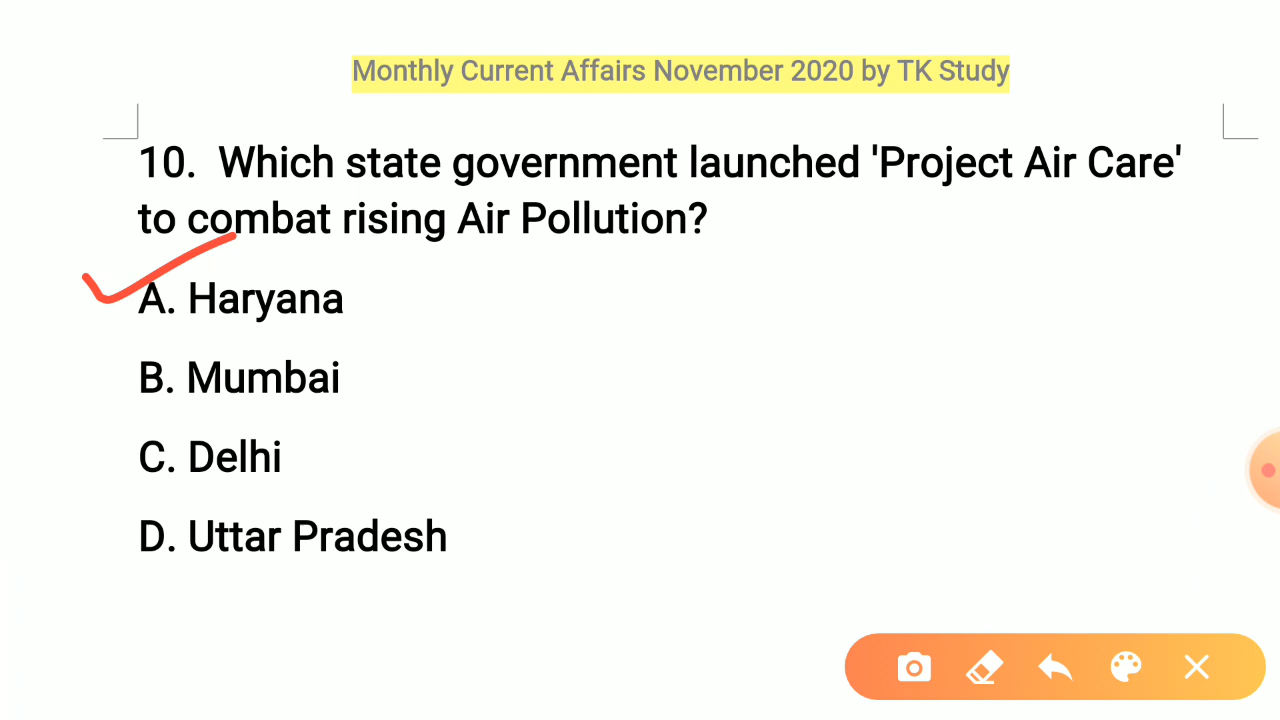 Monthly Current Affairs November 2020 by TK Study
10. Which state government launched 'Project Air Care'
to combat rising Air Pollution?
A. Haryana
B. Mumbai
C. Delhi
D. Uttar Pradesh